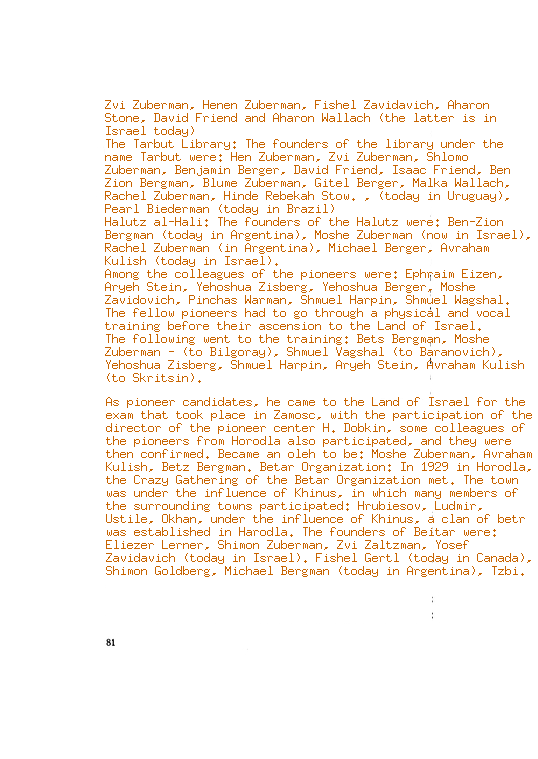 Zvi Zuberman, Henen Zuberman, Fishel Zavidavich, Aharon
Stone, David Friend and Aharon Wallach (the latter is in
Israel today)
The Tarbut Library: The founders of the library under the
name Tarbut were: Hen Zuberman, Zvi Zuberman, Shlomo
Zuberman, Benjamin Berger, David Friend, Isaac Friend, Ben
Zion Bergman, Blume Zuberman, Gitel Berger, Malka Wallach,
Rachel Zuberman, Hinde Rebekah Stow. , (today in Uruguay),
Pearl Biederman (today in Brazil)
Halutz al-Hali: The founders of the Halutz were: Ben-Zion
Bergman (today in Argentina), Moshe Zuberman (now in Israel),
Rachel Zuberman (in Argentina), Michael Berger, Avraham
Kulish (today in Israel).
Among the colleagues of the pioneers were: Ephraim Eizen,
Aryeh Stein, Yehoshua Zisberg, Yehoshua Berger, Moshe
Zavidovich, Pinchas Warman, Shmuel Harpin, Shmuel Wagshal.
The fellow pioneers had to go through a physical and vocal
training before their ascension to the Land of Israel.
The following went to the training: Bets Bergman, Moshe
Zuberman - (to Bilgoray), Shmuel Vagshal (to Baranovich),
Yehoshua Zisberg, Shmuel Harpin, Aryeh Stein, Avraham Kulish
(to Skritsin).
As pioneer candidates, he came to the Land of Israel for the
exam that took place in Zamosc, with the participation of the
director of the pioneer center H. Dobkin, some colleagues of
the pioneers from Horodla also participated, and they were
then confirmed. Became an oleh to be: Moshe Zuberman, Avraham
Kulish, Betz Bergman. Betar Organization: In 1929 in Horodla,
the Crazy Gathering of the Betar Organization met. The town
was under the influence of Khinus, in which many members of
the surrounding towns participated: Hrubiesov, Ludmir,
Ustile, Okhan, under the influence of Khinus, a clan of betr
was established in Harodla. The founders of Beitar were:
Eliezer Lerner, Shimon Zuberman, Zvi Zaltzman, Yosef
Zavidavich (today in Israel). Fishel Gertl (today in Canada),
Shimon Goldberg, Michael Bergman (today in Argentina), Tzbi.
81